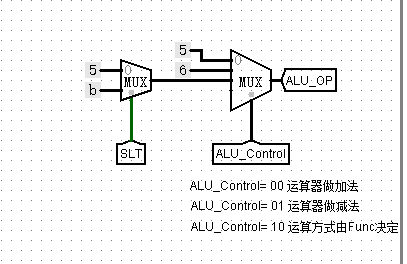 5
5
0
0
6
MUX
MUX
ALU_OP
b
SLT
ALU_Control
ALU_Control= 00 运算器做加法
ALU_Control= 01 运算器做减法
ALU_Control= 10 运算方式由Func决定